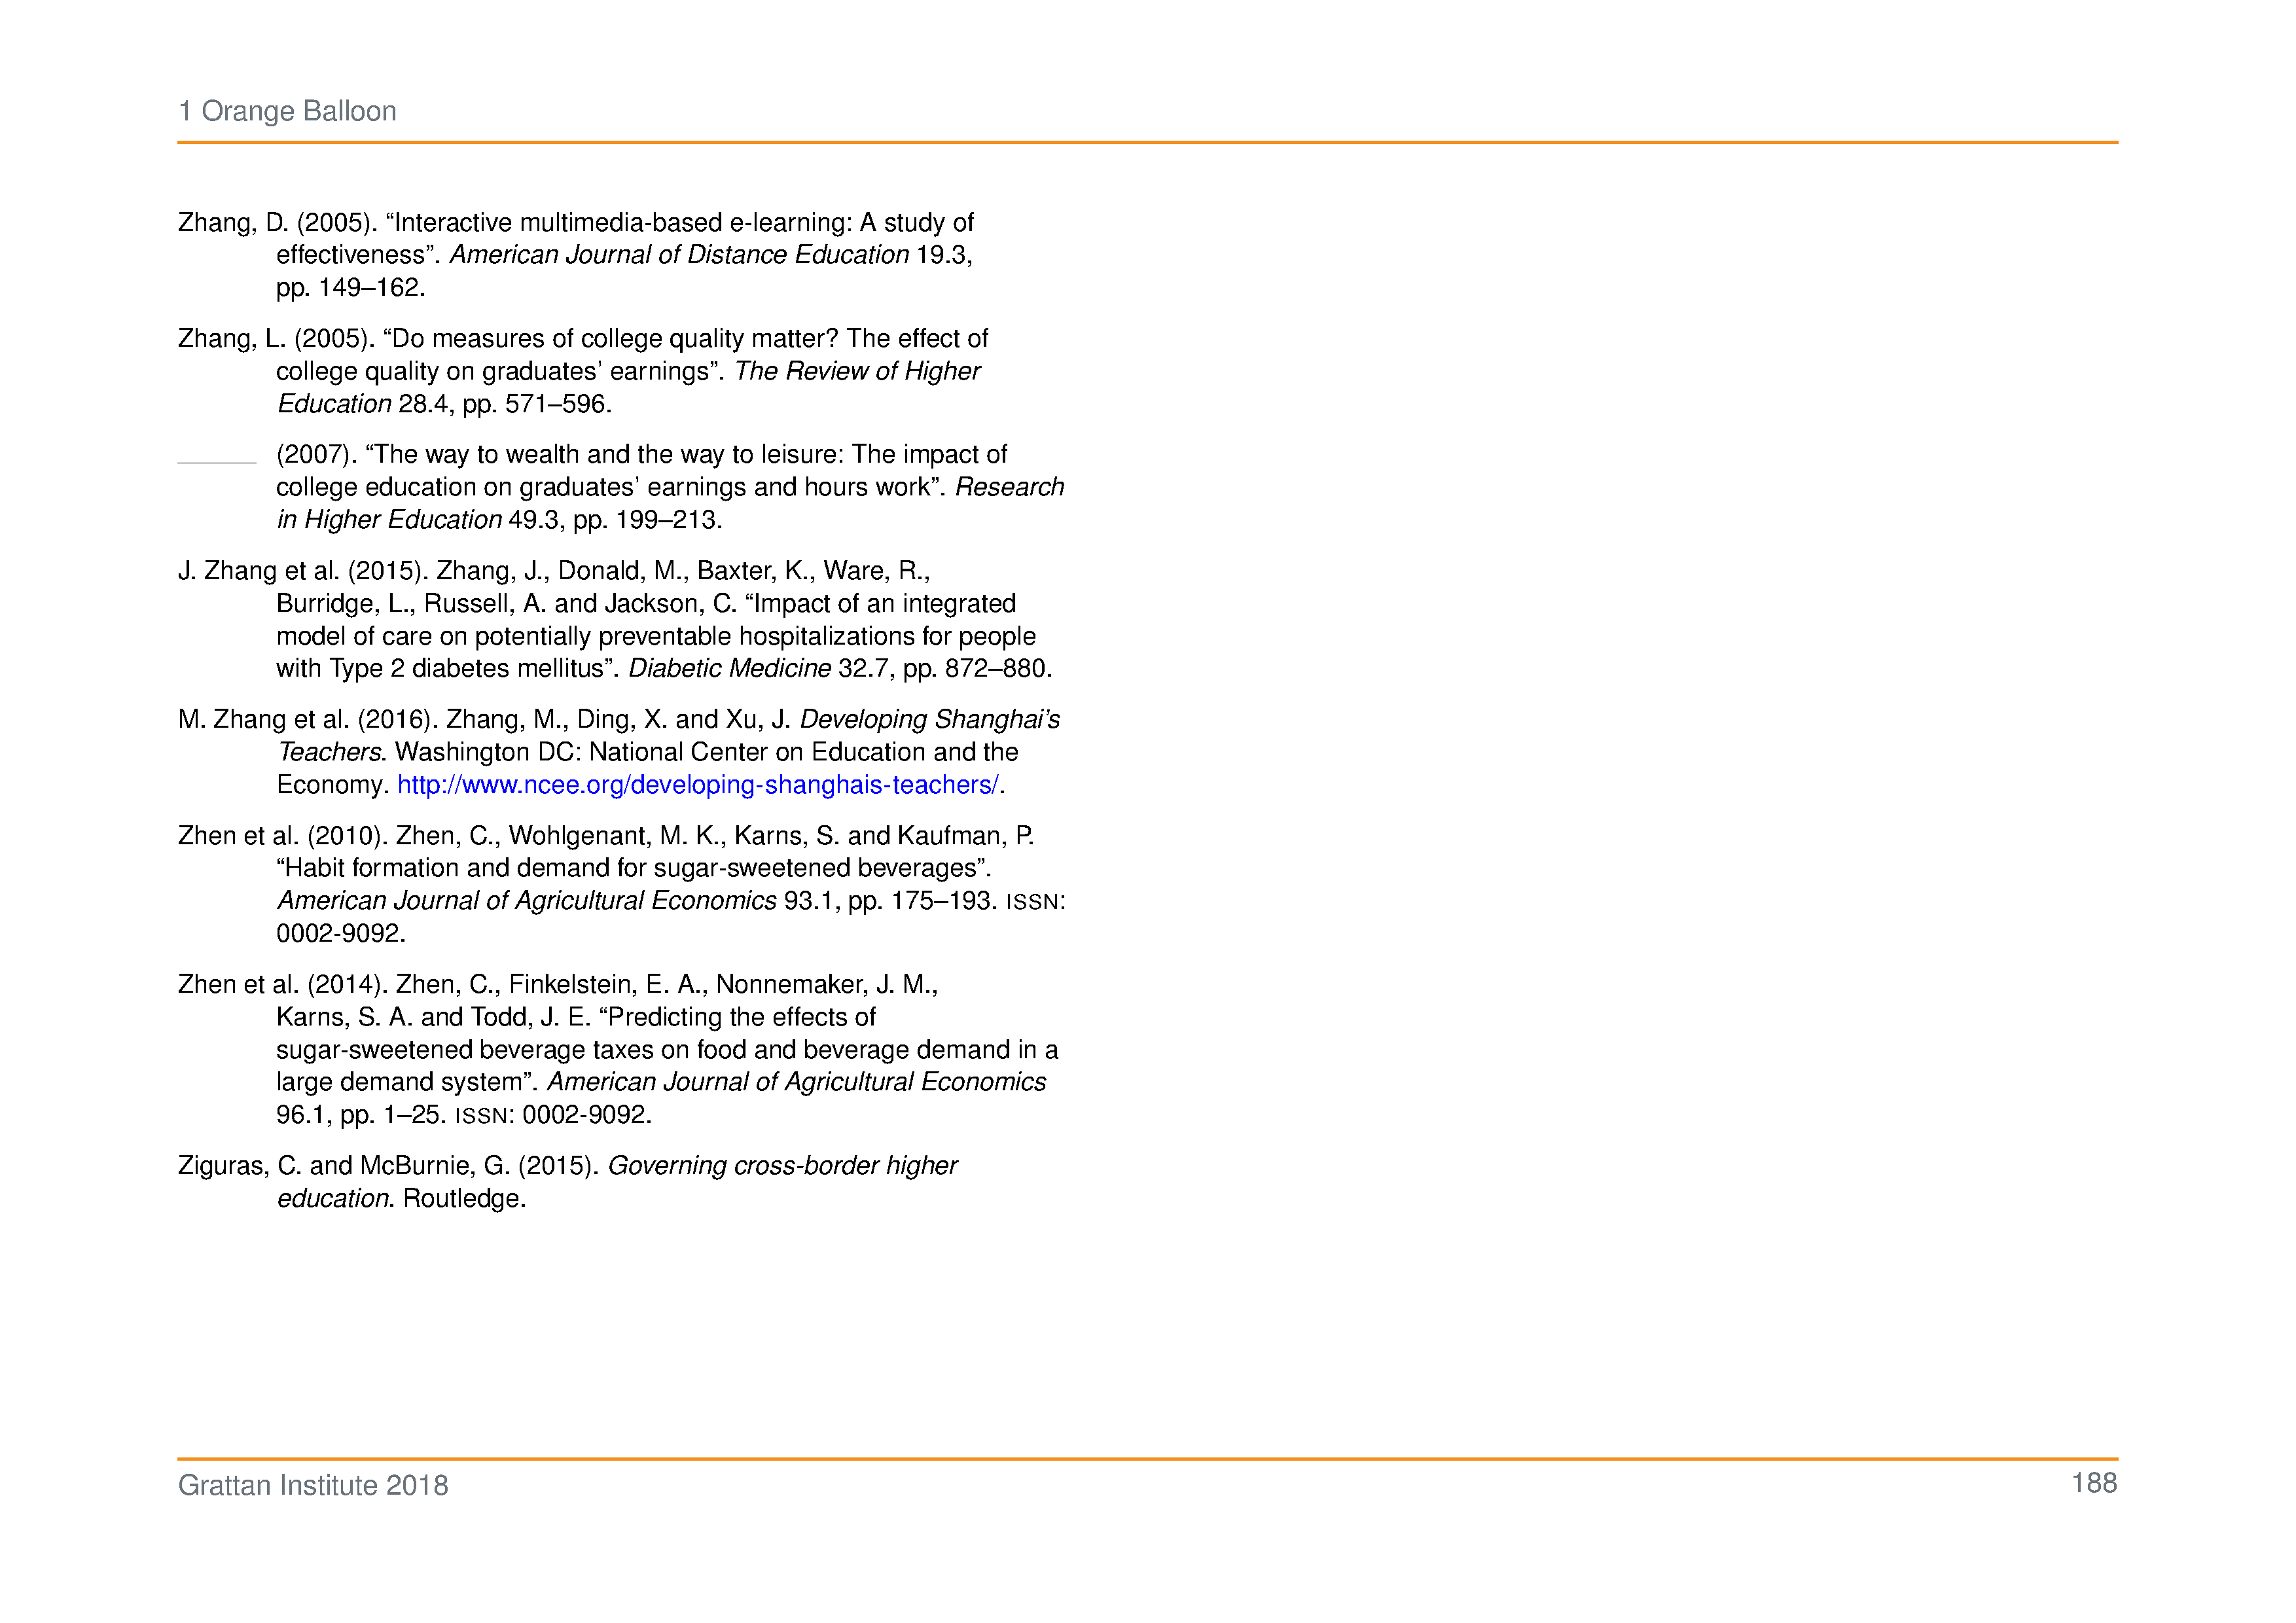 1 Orange Balloon
Zhang, D. (2005). “Interactive multimedia-based e-learning: A study of
effectiveness”. American Journal of Distance Education 19.3,
pp. 149–162.
Zhang, L. (2005). “Do measures of college quality matter? The effect of
college quality on graduates’ earnings”. The Review of Higher
Education 28.4, pp. 571–596.
______ (2007). “The way to wealth and the way to leisure: The impact of
college education on graduates’ earnings and hours work”. Research
in Higher Education 49.3, pp. 199–213.
J. Zhang et al. (2015). Zhang, J., Donald, M., Baxter, K., Ware, R.,
Burridge, L., Russell, A. and Jackson, C. “Impact of an integrated
model of care on potentially preventable hospitalizations for people
with Type 2 diabetes mellitus”. Diabetic Medicine 32.7, pp. 872–880.
M. Zhang et al. (2016). Zhang, M., Ding, X. and Xu, J. Developing Shanghai’s
Teachers. Washington DC: National Center on Education and the
Economy. http://www.ncee.org/developing-shanghais-teachers/.
Zhen et al. (2010). Zhen, C., Wohlgenant, M. K., Karns, S. and Kaufman, P.
“Habit formation and demand for sugar-sweetened beverages”.
American Journal of Agricultural Economics 93.1, pp. 175–193. ISSN:
0002-9092.
Zhen et al. (2014). Zhen, C., Finkelstein, E. A., Nonnemaker, J. M.,
Karns, S. A. and Todd, J. E. “Predicting the effects of
sugar-sweetened beverage taxes on food and beverage demand in a
large demand system”. American Journal of Agricultural Economics
96.1, pp. 1–25. ISSN: 0002-9092.
Ziguras, C. and McBurnie, G. (2015). Governing cross-border higher
education. Routledge.
Grattan Institute 2018
188